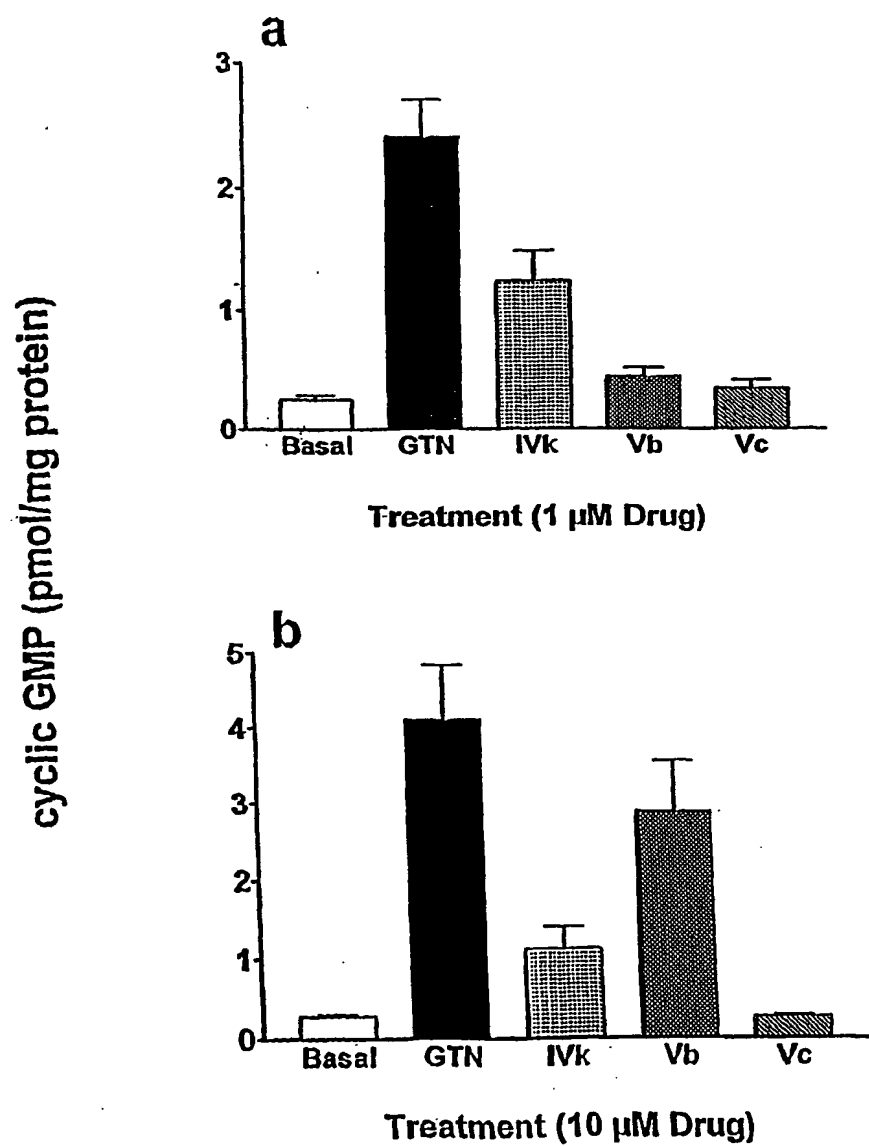 a
3
2
1
0
Basal GTN IVk Vb Vc
Treatment (1 µM Drug)
cyclic GMP (pmol/mg protein)
b
5
4
3
2
1
0
Basal GTN IVk Vb Vc
Treatment (10 µM Drug)